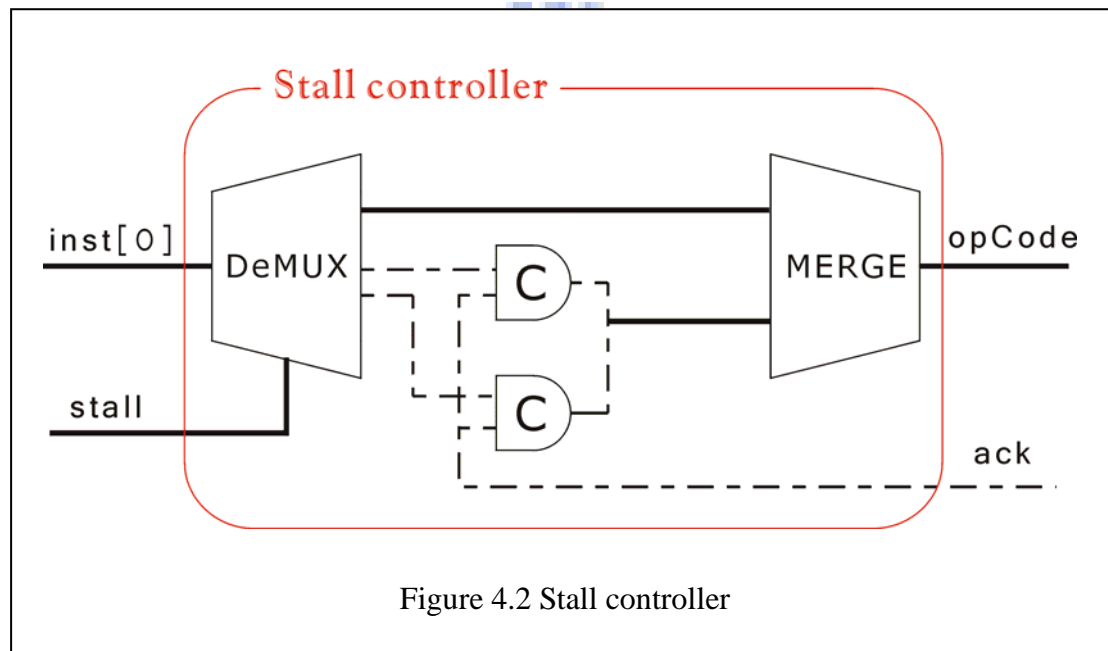 Stall controller
inst[0]
DeMUX
C
MERGE
opCode
C
stall
ack
Figure 4.2 Stall controller